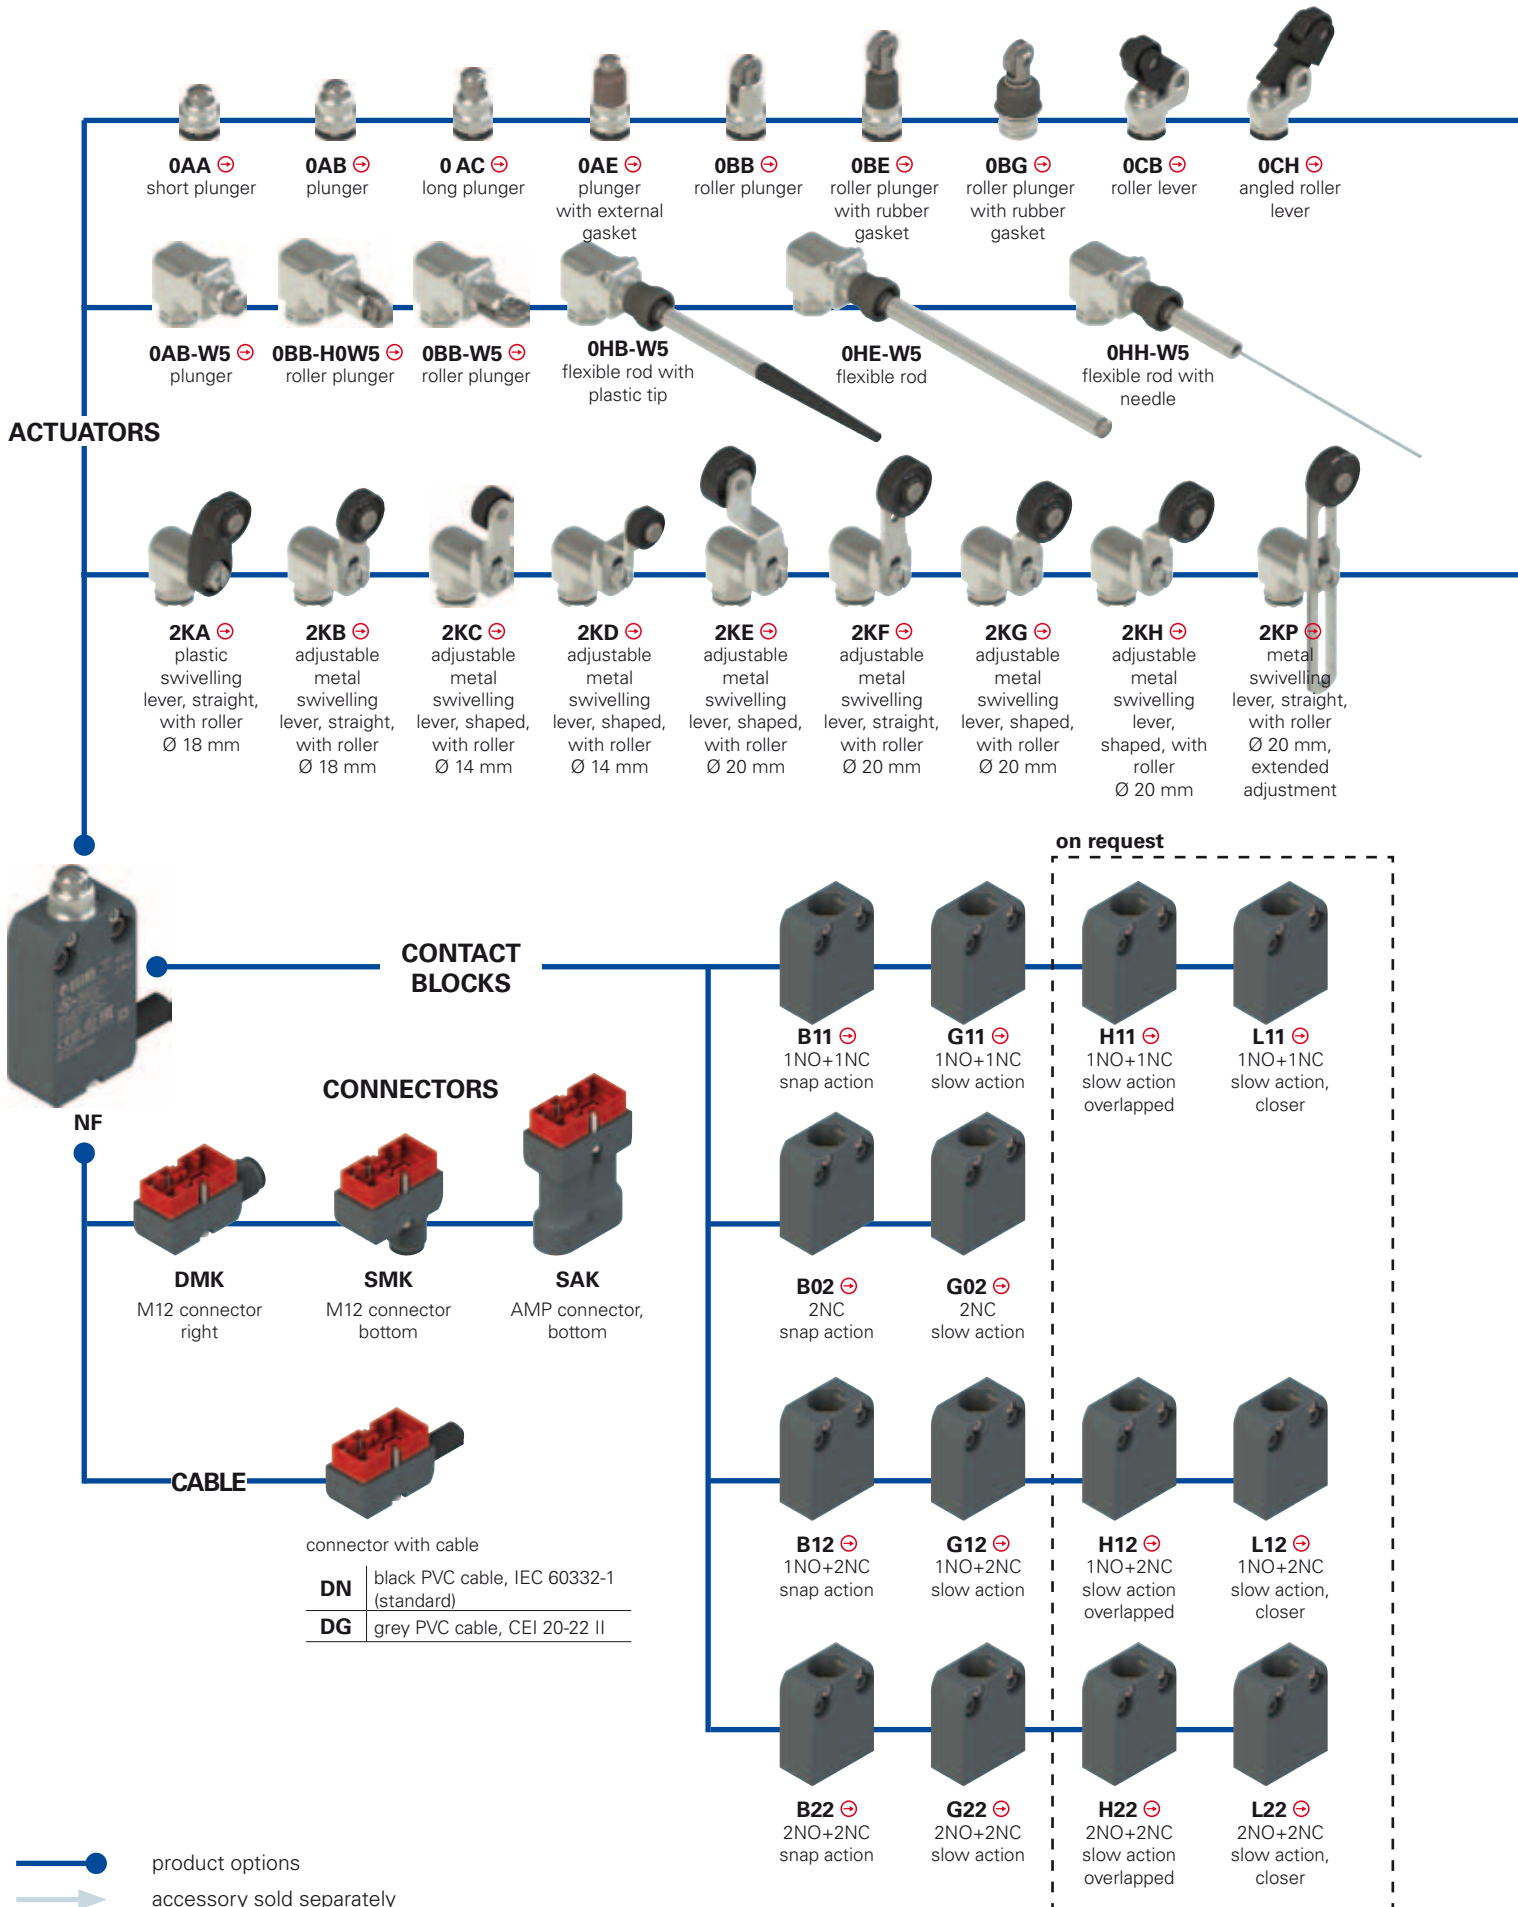 0AA
short plunger
0AB
plunger
0 AC
long plunger
0AE
plunger
with external
gasket
0BB
roller plunger
0BE
roller plunger
with rubber
gasket
0BG
roller plunger
with rubber
gasket
0CB
roller lever
0CH
angled roller
lever
0AB-W5
plunger
0BB-H0W5
roller plunger
0BB-W5
roller plunger
0HB-W5
flexible rod with
plastic tip
0HE-W5
flexible rod
0HH-W5
flexible rod with
needle
ACTUATORS
2KA
plastic
swivelling
lever, straight,
with roller
Ø 18 mm
2KB
adjustable
metal
swivelling
lever, straight,
with roller
Ø 18 mm
2KC
adjustable
metal
swivelling
lever, shaped,
with roller
Ø 14 mm
2KD
adjustable
metal
swivelling
lever, shaped,
with roller
Ø 14 mm
2KE
adjustable
metal
swivelling
lever, shaped,
with roller
Ø 20 mm
2KF
adjustable
metal
swivelling
lever, straight,
with roller
Ø 20 mm
2KG
adjustable
metal
swivelling
lever, shaped,
with roller
Ø 20 mm
2KH
adjustable
metal
swivelling
lever,
shaped, with
roller
Ø 20 mm
2KP
metal
swivelling
lever, straight,
with roller
Ø 20 mm,
extended
adjustment
on request
CONTACT
BLOCKS
B11
1NO+1NC
snap action
G11
1NO+1NC
slow action
H11
1NO+1NC
slow action
overlapped
L11
1NO+1NC
slow action,
closer
NF
CONNECTORS
DMK
M12 connector
right
SMK
M12 connector
bottom
SAK
AMP connector,
bottom
B02
2NC
snap action
G02
2NC
slow action
CABLE
connector with cable
DN black PVC cable, IEC 60332-1
(standard)
DG grey PVC cable, CEI 20-22 II
B12
1NO+2NC
snap action
G12
1NO+2NC
slow action
H12
1NO+2NC
slow action
overlapped
L12
1NO+2NC
slow action,
closer
B22
2NO+2NC
snap action
G22
2NO+2NC
slow action
H22
2NO+2NC
slow action
overlapped
L22
2NO+2NC
slow action,
closer
product options
accessory sold separately